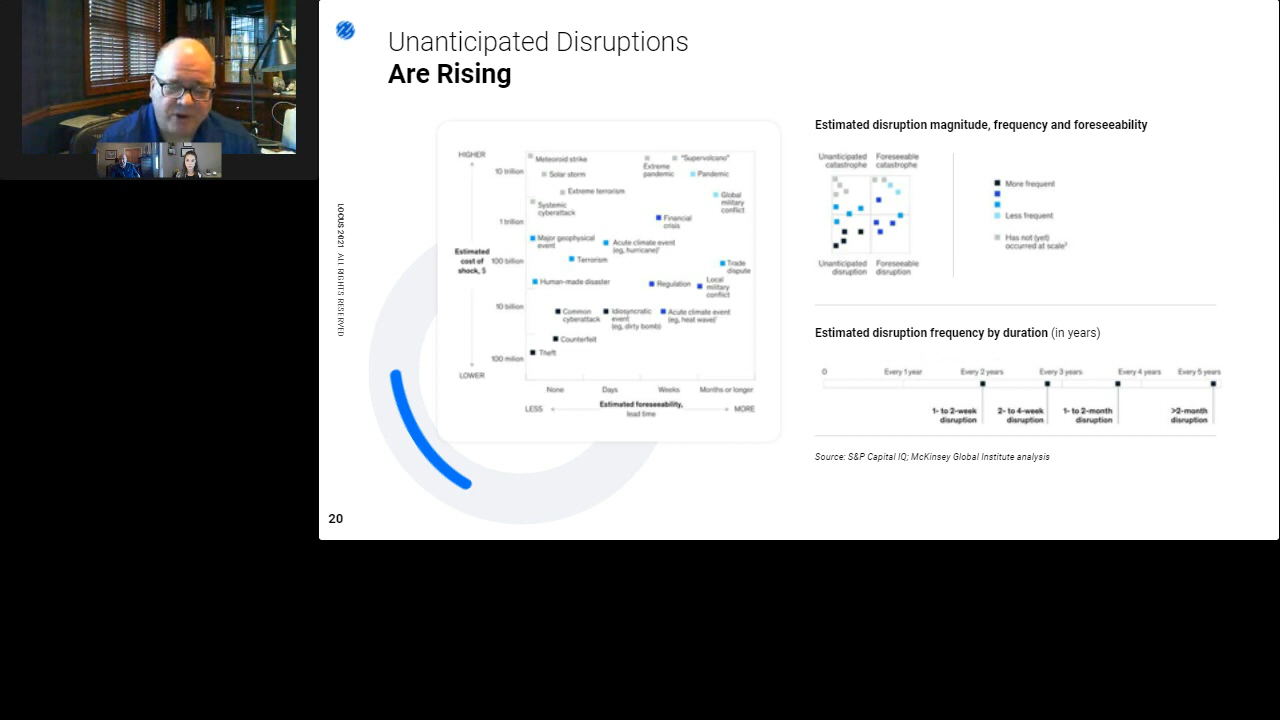 Unanticipated Disruptions
Are Rising
LOCUS 2021 ALL RIGHTS RESERVED
HIGHER
10 trillion
1 trillion
Estimated
cost of
shock, $
100 billion
10 billion
100 million
LOWER
Meteoroid strike
Solar storm
Extreme terrorism
Systemic
cyberattack
Extreme
pandemic
"Supervolcano"
Pandemic
Global
military
conflict
Financial
crisis
Major geophysical
event
Acute climate event
(eg, hurricane)¹
Terrorism
Trade
dispute
Human-made disaster
Regulation
Local
military
conflict
Common
cyberattack
Idiosyncratic
event
(eg, dirty bomb)
Acute climate event
(eg, heat wave)¹
Counterfeit
Theft
None
Days
Weeks
Months or longer
LESS
Estimated foreseeability,
lead time
MORE
Estimated disruption magnitude, frequency and foreseeability
Unanticipated
catastrophe
Foreseeable
catastrophe
Unanticipated
disruption
Foreseeable
disruption
More frequent
Less frequent
Has not (yet)
occurred at scale²
Estimated disruption frequency by duration (in years)
0
Every 1 year
Every 2 years
Every 3 years
Every 4 years
Every 5 years
1- to 2-week
disruption
2- to 4-week
disruption
1- to 2-month
disruption
>2-month
disruption
Source: S&P Capital IQ; McKinsey Global Institute analysis
20